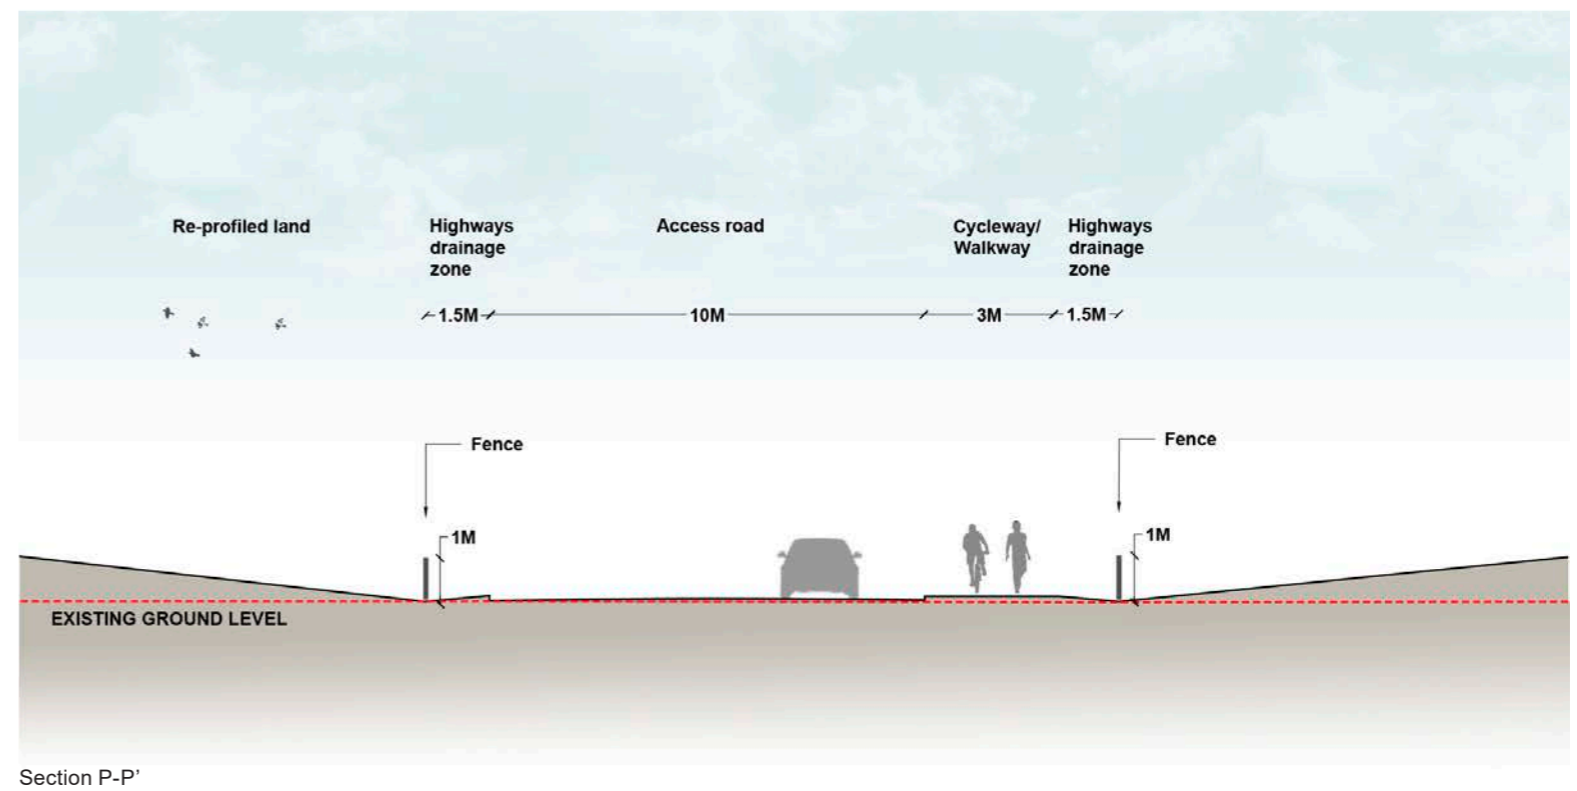 Re-profiled land
Highways
drainage
zone
Access road
Cycleway/
Walkway
Highways
drainage
zone
1.5M
10M
3M
1.5M
Fence
Fence
1M
1M
EXISTING GROUND LEVEL
Section P-P’